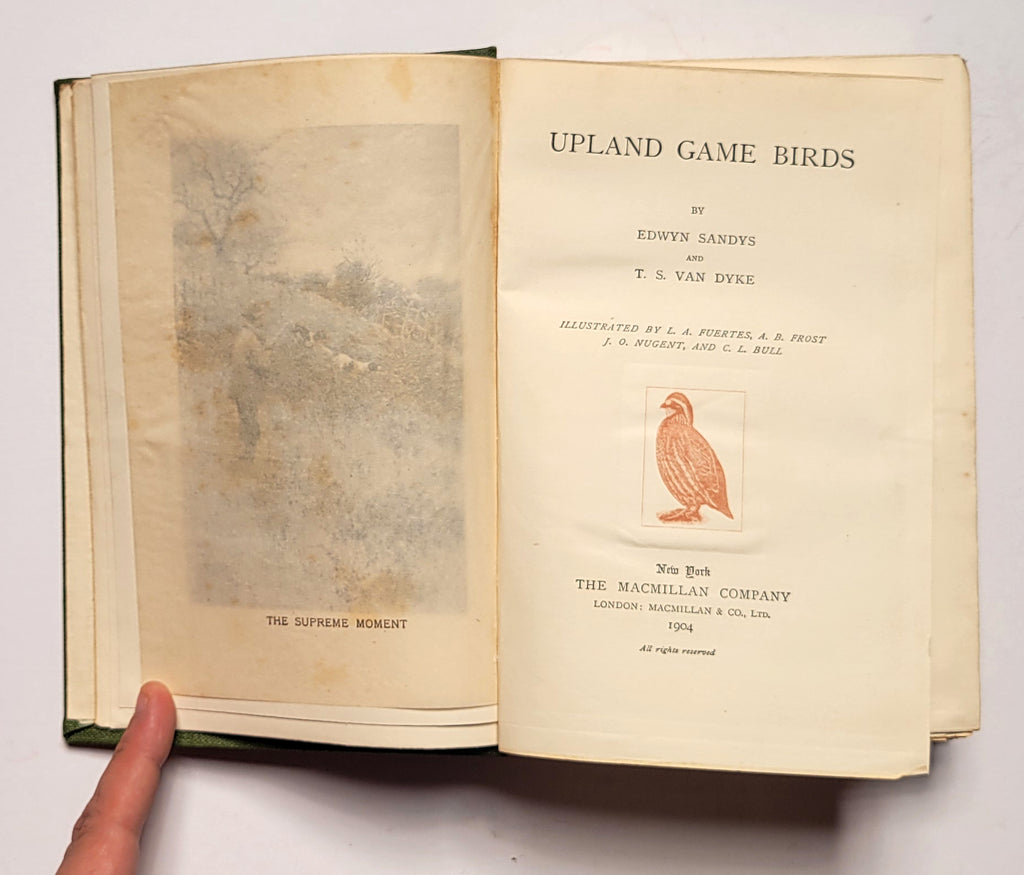 THE SUPREME MOMENT
UPLAND GAME BIRDS
BY
EDWYN SANDYS
AND
T. S. VAN DYKE
ILLUSTRATED BY L. A. FUERTES, A. B. FROST
J. O. NUGENT, AND C. L. BULL
New York
THE MACMILLAN COMPANY
LONDON: MACMILLAN & CO., LTD.
1904
All rights reserved